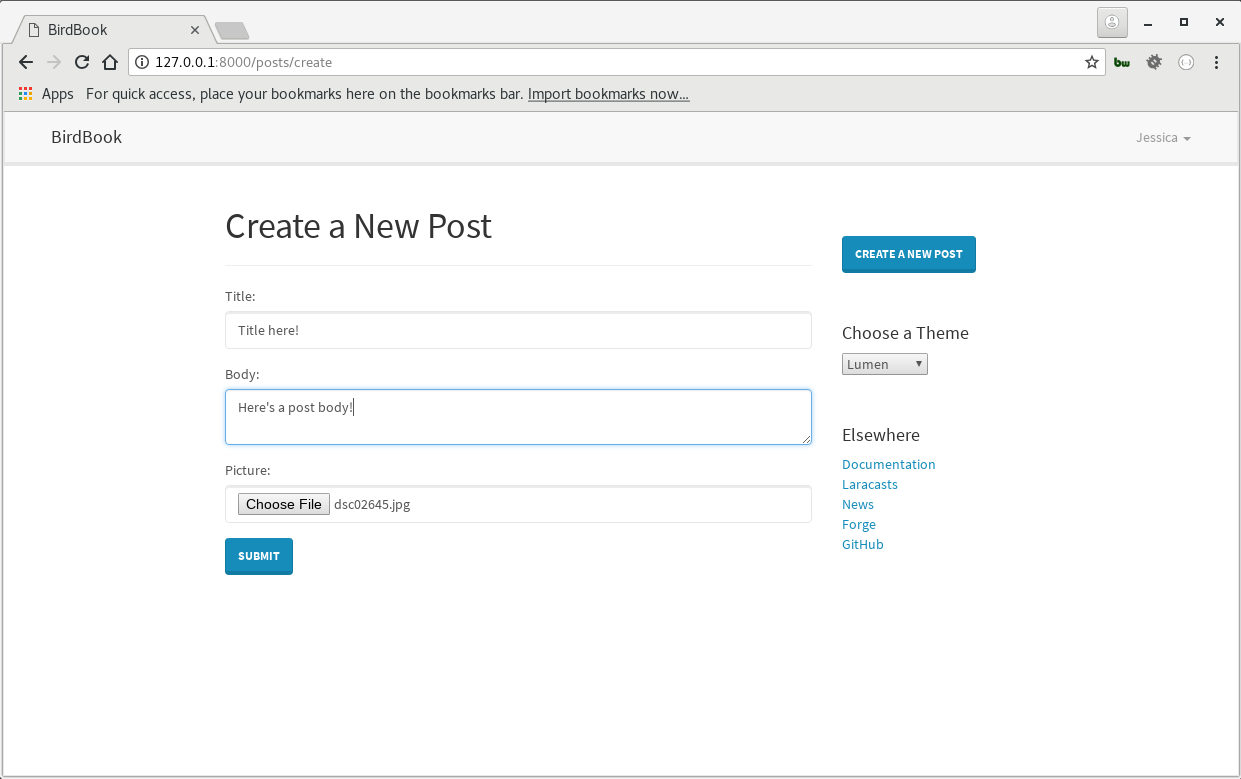 BirdBook
127.0.0.1:8000/posts/create
bw
Apps For quick access, place your bookmarks here on the bookmarks bar. Import bookmarks now...
BirdBook
Jessica
Create a New Post
Title:
Title here!
Body:
Here's a post body!
Picture:
Choose File dsc02645.jpg
SUBMIT
CREATE A NEW POST
Choose a Theme
Lumen
Elsewhere
Documentation
Laracasts
News
Forge
GitHub